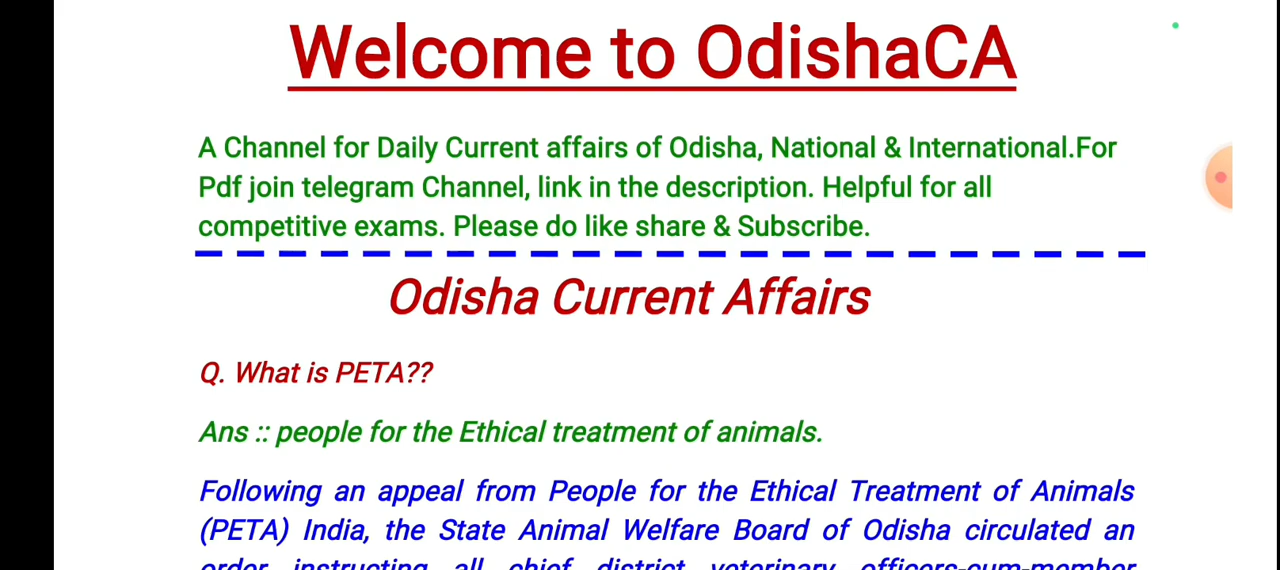 Welcome to OdishaCA
A Channel for Daily Current affairs of Odisha, National & International.For
Pdf join telegram Channel, link in the description. Helpful for all
competitive exams. Please do like share & Subscribe.
Odisha Current Affairs
Q. What is PETA??
Ans :: people for the Ethical treatment of animals.
Following an appeal from People for the Ethical Treatment of Animals
(PETA) India, the State Animal Welfare Board of Odisha circulated an
order instructing all chief district veterinary officers-cum-member